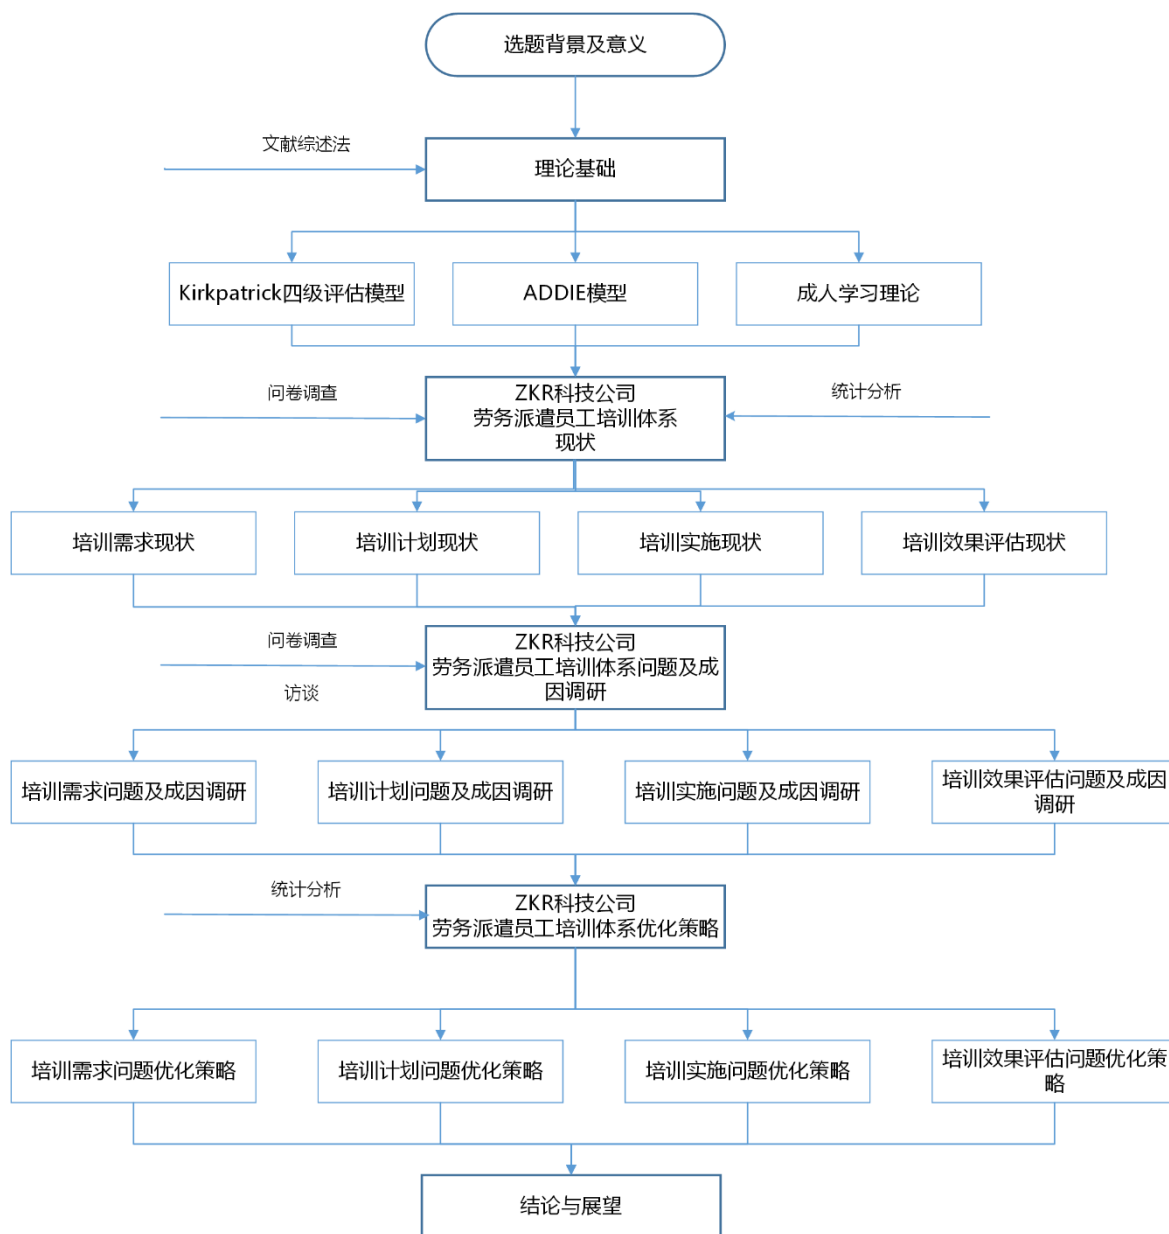 选题背景及意义
文献综述法
理论基础
Kirkpatrick四级评估模型
ADDIE模型
成人学习理论
问卷调查
ZKR科技公司
劳务派遣员工培训体系
现状
统计分析
培训需求现状
培训计划现状
培训实施现状
培训效果评估现状
问卷调查
访谈
ZKR科技公司
劳务派遣员工培训体系问题及成
因调研
培训需求问题及成因调研
培训计划问题及成因调研
培训实施问题及成因调研
培训效果评估问题及成因
调研
统计分析
ZKR科技公司
劳务派遣员工培训体系优化策略
培训需求问题优化策略
培训计划问题优化策略
培训实施问题优化策略
培训效果评估问题优化策
略
结论与展望